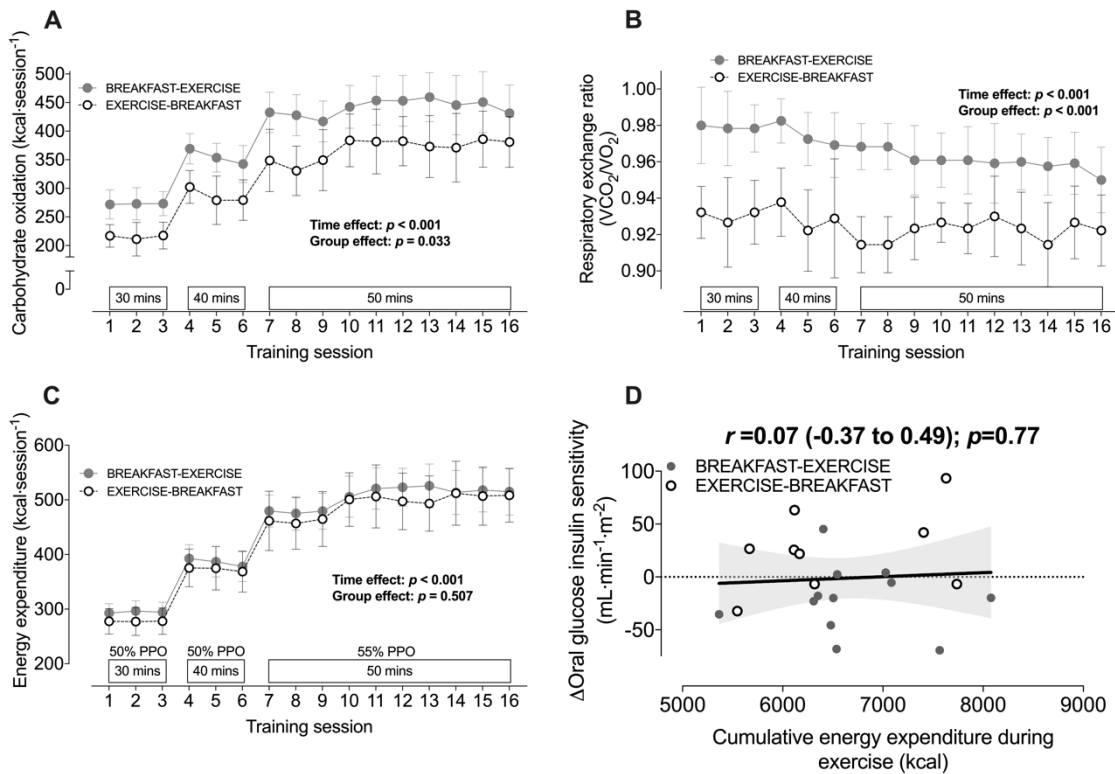 A
Carbohydrate oxidation (kcal·session⁻¹)
500
450
400
350
300
250
200
0
BREAKFAST-EXERCISE
EXERCISE-BREAKFAST
Time effect: p < 0.001
Group effect: p = 0.033
30 mins 40 mins 50 mins
1 2 3 4 5 6 7 8 9 10 11 12 13 14 15 16
Training session
B
Respiratory exchange ratio
(VCO₂/VO₂)
0.98
0.96
0.94
0.92
0.90
BREAKFAST-EXERCISE
EXERCISE-BREAKFAST
Time effect: p < 0.001
Group effect: p < 0.001
30 mins 40 mins 50 mins
1 2 3 4 5 6 7 8 9 10 11 12 13 14 15 16
Training session
C
Energy expenditure (kcal·session⁻¹)
600
500
400
300
200
BREAKFAST-EXERCISE
EXERCISE-BREAKFAST
Time effect: p < 0.001
Group effect: p = 0.507
50% PPO 50% PPO 55% PPO
30 mins 40 mins 50 mins
1 2 3 4 5 6 7 8 9 10 11 12 13 14 15 16
Training session
D
r =0.07 (-0.37 to 0.49); p=0.77
BREAKFAST-EXERCISE
EXERCISE-BREAKFAST
ΔOral glucose insulin sensitivity
(mL·min⁻¹·m⁻²)
100
50
0
-50
5000 6000 7000 8000 9000
Cumulative energy expenditure during
exercise (kcal)